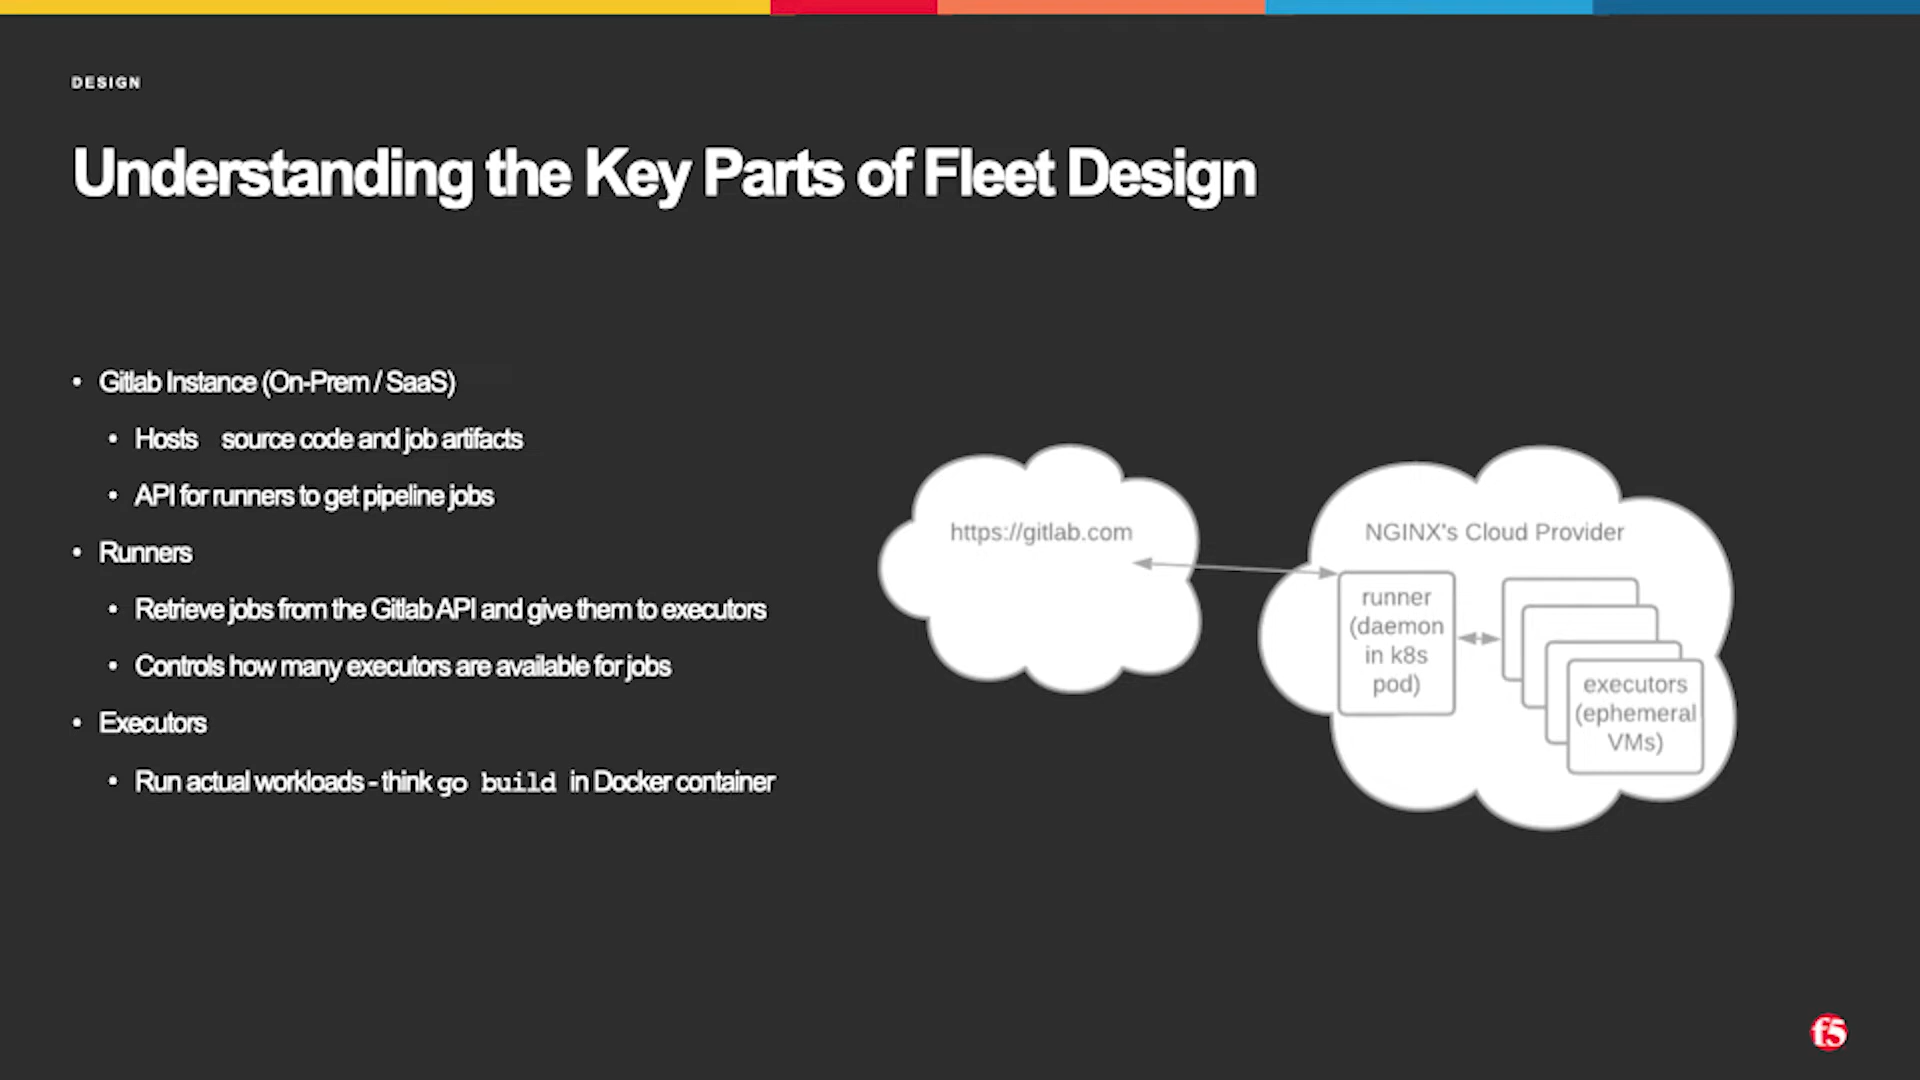 DESIGN
Understanding the Key Parts of Fleet Design
• Gitlab Instance (On-Prem / SaaS)
• Hosts source code and job artifacts
• API for runners to get pipeline jobs
• Runners
• Retrieve jobs from the Gitlab API and give them to executors
• Controls how many executors are available for jobs
• Executors
• Run actual workloads - think go build in Docker container
https://gitlab.com
NGINX's Cloud Provider
runner
(daemon
in k8s
pod)
executors
(ephemeral
VMs)
f5